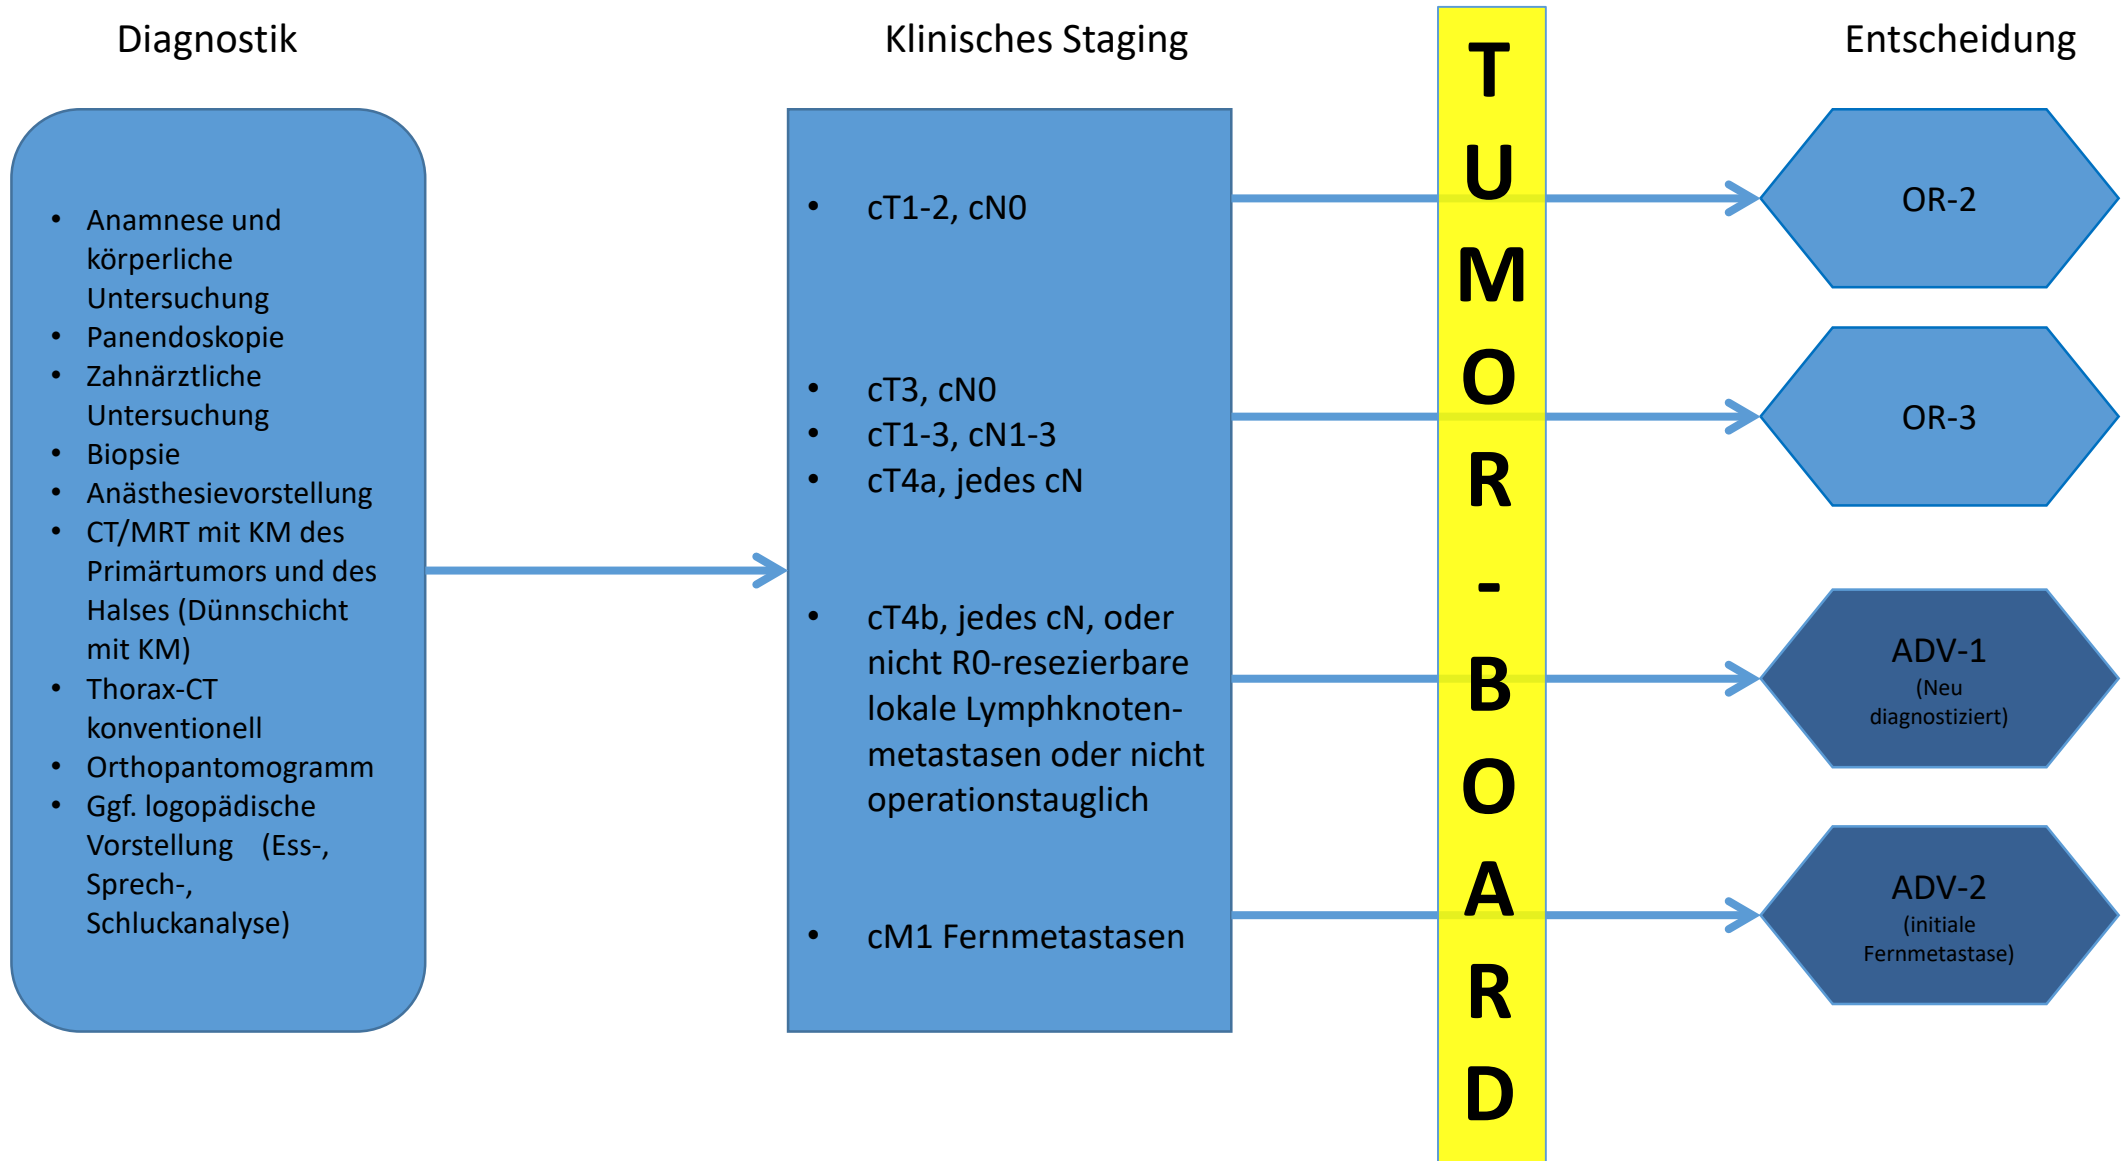 Diagnostik
• Anamnese und
körperliche
Untersuchung
• Panendoskopie
• Zahnärztliche
Untersuchung
• Biopsie
• Anästhesievorstellung
• CT/MRT mit KM des
Primärtumors und des
Halses (Dünnschicht
mit KM)
• Thorax-CT
konventionell
• Orthopantomogramm
• Ggf. logopädische
Vorstellung (Ess-,
Sprech-,
Schluckanalyse)
Klinisches Staging
• cT1-2, cN0
• cT3, cN0
• cT1-3, cN1-3
• cT4a, jedes cN
• cT4b, jedes cN, oder
nicht R0-resezierbare
lokale Lymphknoten-
metastasen oder nicht
operationstauglich
• cM1 Fernmetastasen
T
U
M
O
R
-
B
O
A
R
D
Entscheidung
OR-2
OR-3
ADV-1
(Neu
diagnostiziert)
ADV-2
(initiale
Fernmetastase)